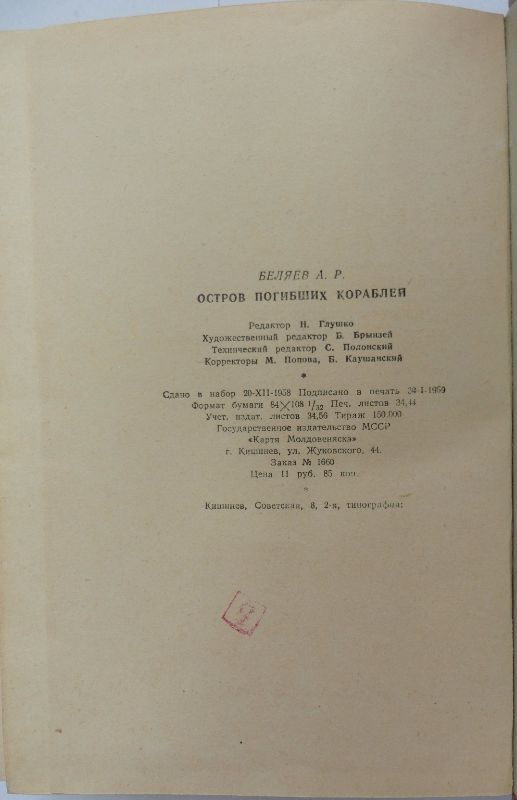 БЕЛЯЕВ А. Р.
ОСТРОВ ПОГИБШИХ КОРАБЛЕЙ
Редактор Н. Глушко
Художественный редактор Б. Брынзей
Технический редактор С. Полонский
Корректоры М. Попова, Б. Каушанский
Сдано в набор 20-XII-1958 Подписано в печать 30-I-1959
Формат бумаги 84×108 1/32 Печ. листов 34,44
Учет. издат. листов 34,56 Тираж 150.000
Государственное издательство МССР
«Картя Молдовеняскэ»
г. Кишинев, ул. Жуковского, 44.
Заказ № 1660
Цена 11 руб. 85 коп.
Кишинев, Советская, 8, 2-я, типография: